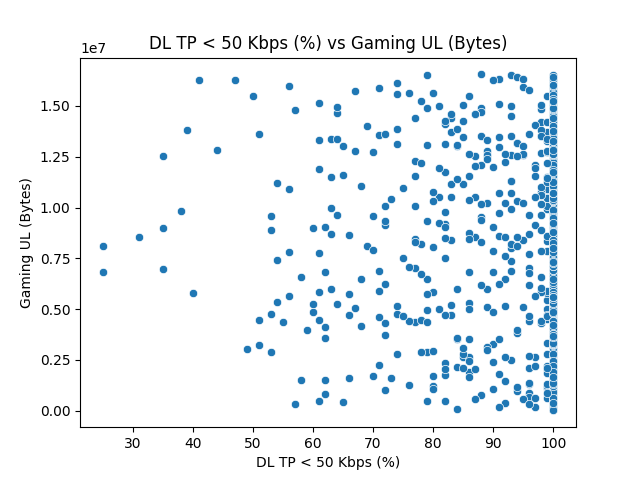 DL TP < 50 Kbps (%) vs Gaming UL (Bytes)
1e7
1.50
1.25
1.00
0.75
0.50
0.25
0.00
Gaming UL (Bytes)
30 40 50 60 70 80 90 100
DL TP < 50 Kbps (%)